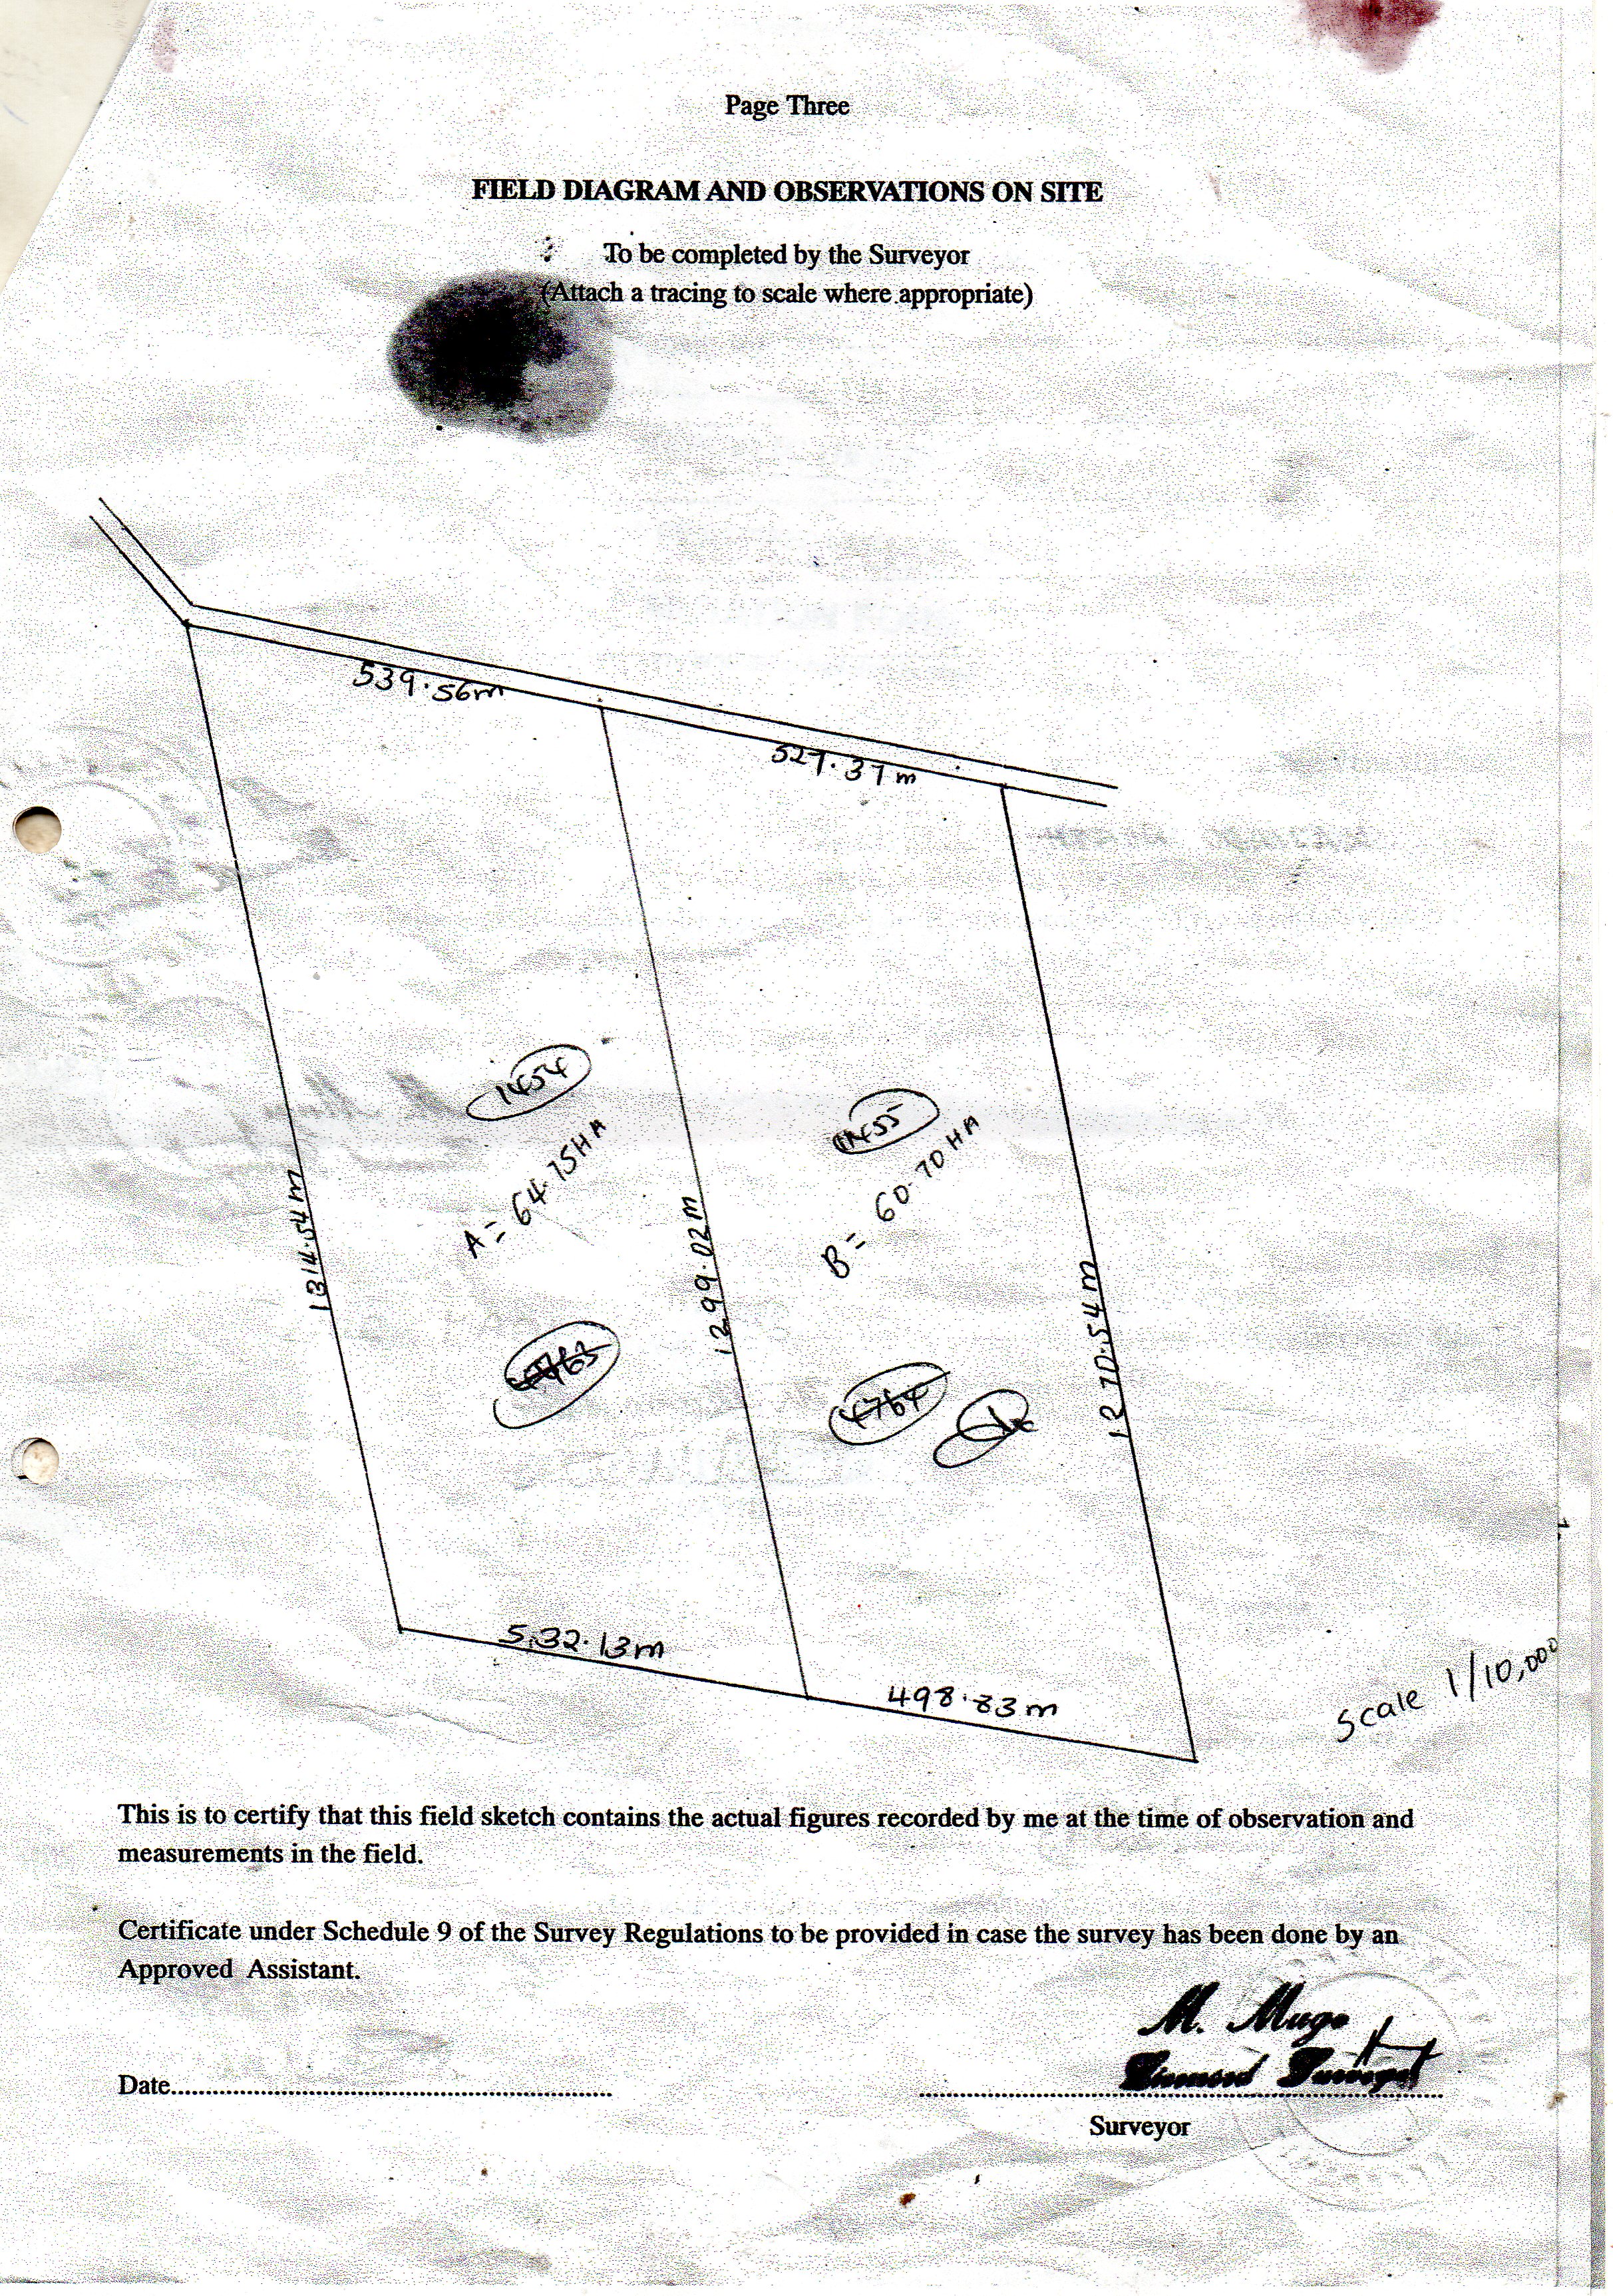 Page Three
FIELD DIAGRAM AND OBSERVATIONS ON SITE
To be completed by the Surveyor
(Attach a tracing to scale where appropriate)
539.56m
527.37m
1454
A = 64.75HA
1455
B = 60.70HA
1314.54m
1299.02m
1270.54m
4763
4764
532.13m
498.83m
Scale 1/10,000
This is to certify that this field sketch contains the actual figures recorded by me at the time of observation and
measurements in the field.
Certificate under Schedule 9 of the Survey Regulations to be provided in case the survey has been done by an
Approved Assistant.
M. Mugo
Licensed Surveyor
Date
Surveyor